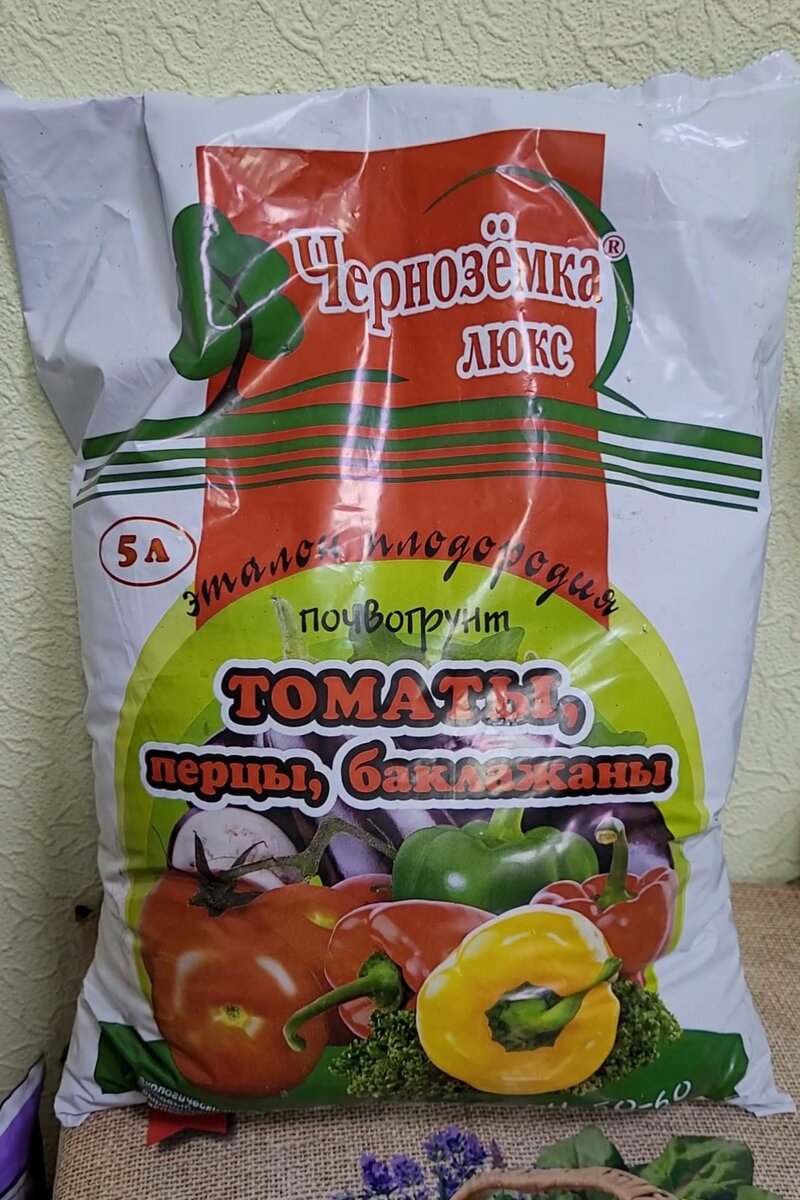 Чернозёмка®
люкс
5 л
эталон плодородия
почвогрунт
ТОМАТЫ,
перцы, баклажаны